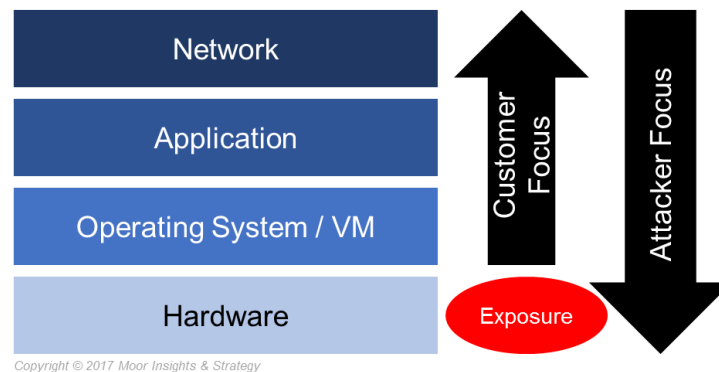 Network
Application
Operating System / VM
Hardware
Customer
Focus
Exposure
Attacker Focus
Copyright © 2017 Moor Insights & Strategy